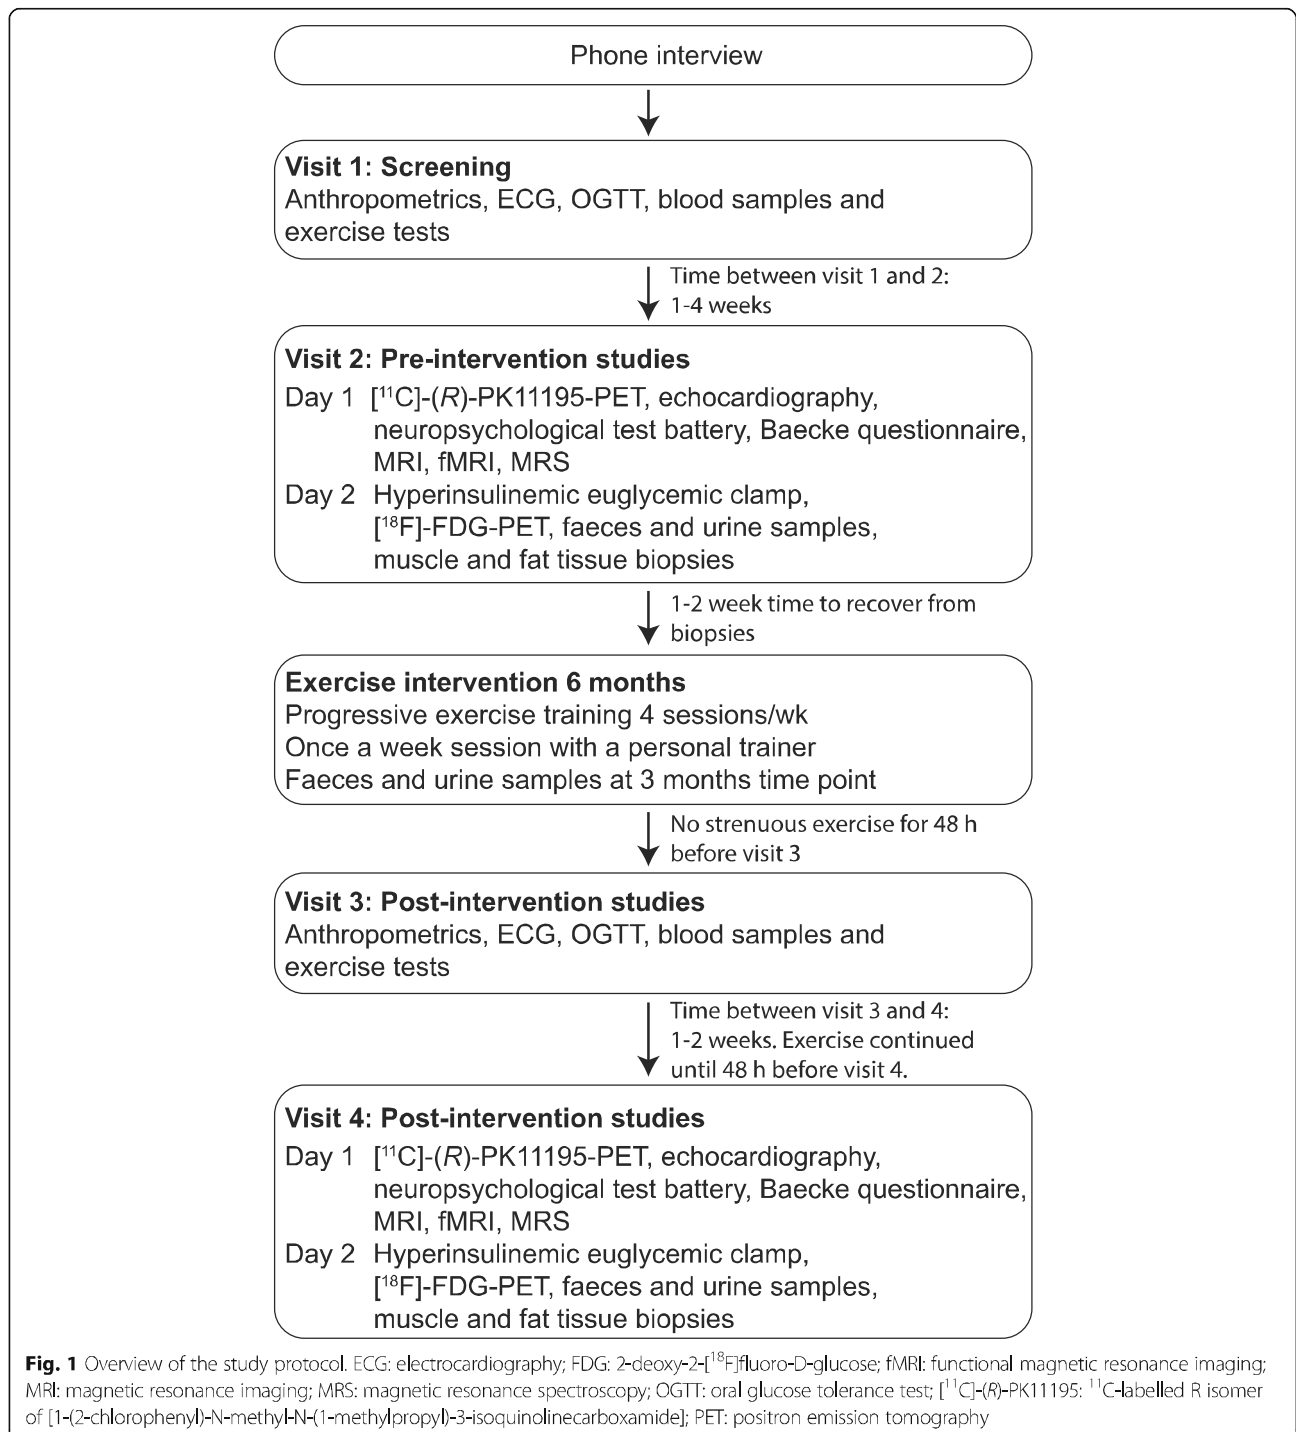 Phone interview
Visit 1: Screening
Anthropometrics, ECG, OGTT, blood samples and
exercise tests
Time between visit 1 and 2:
1-4 weeks
Visit 2: Pre-intervention studies
Day 1 [¹¹C]-(R)-PK11195-PET, echocardiography,
neuropsychological test battery, Baecke questionnaire,
MRI, fMRI, MRS
Day 2 Hyperinsulinemic euglycemic clamp,
[¹⁸F]-FDG-PET, faeces and urine samples,
muscle and fat tissue biopsies
1-2 week time to recover from
biopsies
Exercise intervention 6 months
Progressive exercise training 4 sessions/wk
Once a week session with a personal trainer
Faeces and urine samples at 3 months time point
No strenuous exercise for 48 h
before visit 3
Visit 3: Post-intervention studies
Anthropometrics, ECG, OGTT, blood samples and
exercise tests
Time between visit 3 and 4:
1-2 weeks. Exercise continued
until 48 h before visit 4.
Visit 4: Post-intervention studies
Day 1 [¹¹C]-(R)-PK11195-PET, echocardiography,
neuropsychological test battery, Baecke questionnaire,
MRI, fMRI, MRS
Day 2 Hyperinsulinemic euglycemic clamp,
[¹⁸F]-FDG-PET, faeces and urine samples,
muscle and fat tissue biopsies
Fig. 1 Overview of the study protocol. ECG: electrocardiography; FDG: 2-deoxy-2-[¹⁸F]fluoro-D-glucose; fMRI: functional magnetic resonance imaging;
MRI: magnetic resonance imaging; MRS: magnetic resonance spectroscopy; OGTT: oral glucose tolerance test; [¹¹C]-(R)-PK11195: ¹¹C-labelled R isomer
of [1-(2-chlorophenyl)-N-methyl-N-(1-methylpropyl)-3-isoquinolinecarboxamide]; PET: positron emission tomography